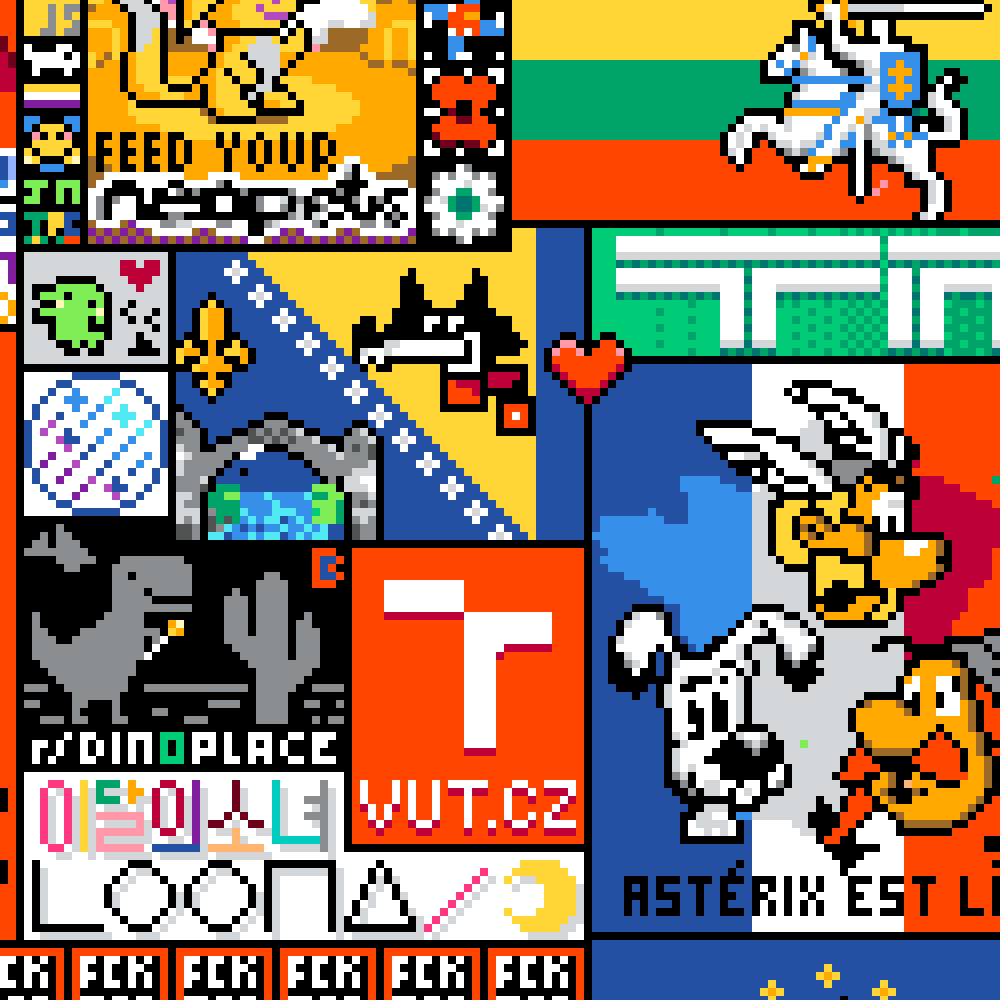 FEED YOUR
neopets
r/DINOPLACE
VUT.CZ
이달의소녀
LOOΠΔ
ASTÉRIX EST L
FCK FCK FCK FCK FCK FCK